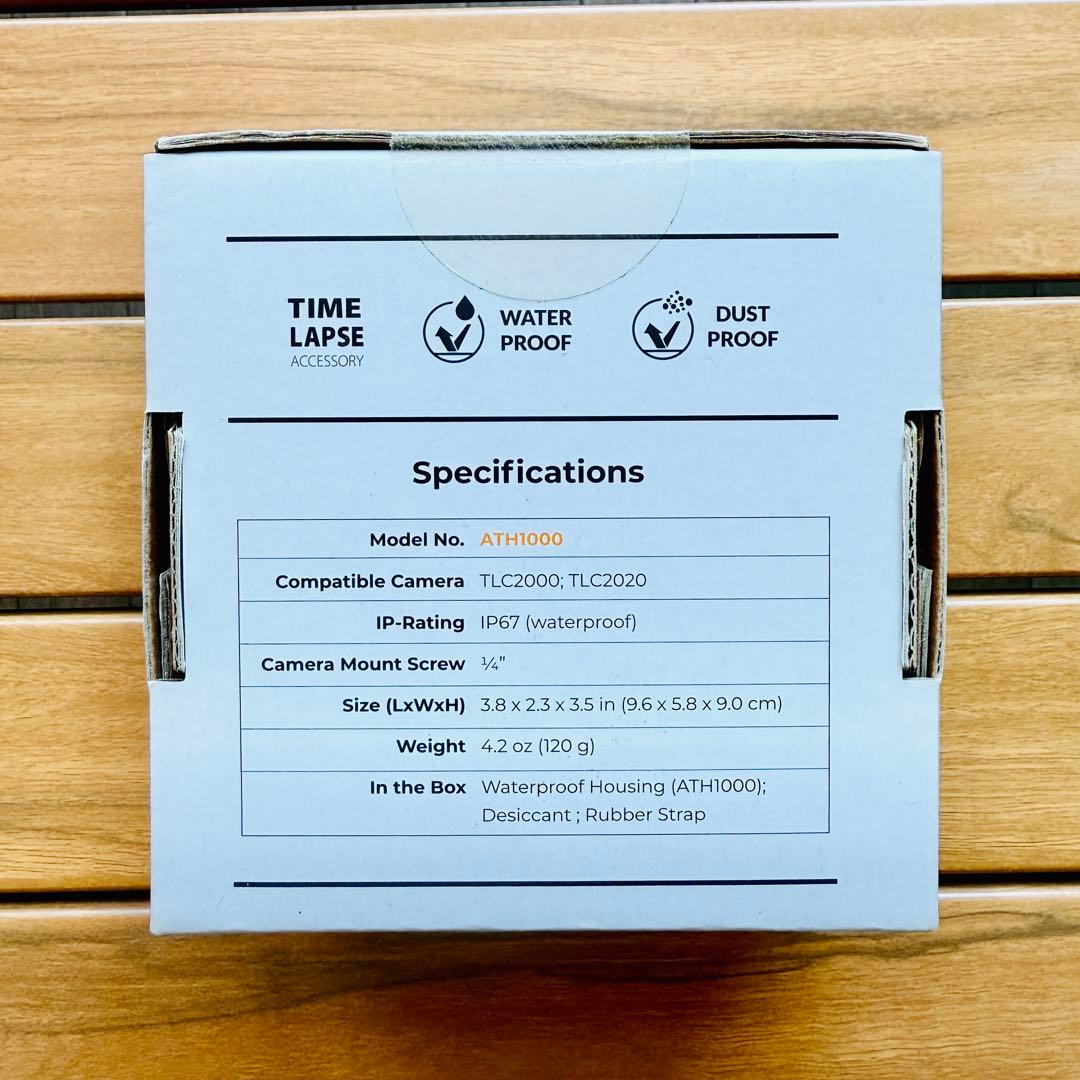 TIME
LAPSE
ACCESSORY
WATER
PROOF
DUST
PROOF
Specifications
Model No. ATH1000
Compatible Camera TLC2000; TLC2020
IP-Rating IP67 (waterproof)
Camera Mount Screw ¼"
Size (LxWxH) 3.8 x 2.3 x 3.5 in (9.6 x 5.8 x 9.0 cm)
Weight 4.2 oz (120 g)
In the Box Waterproof Housing (ATH1000);
Desiccant ; Rubber Strap